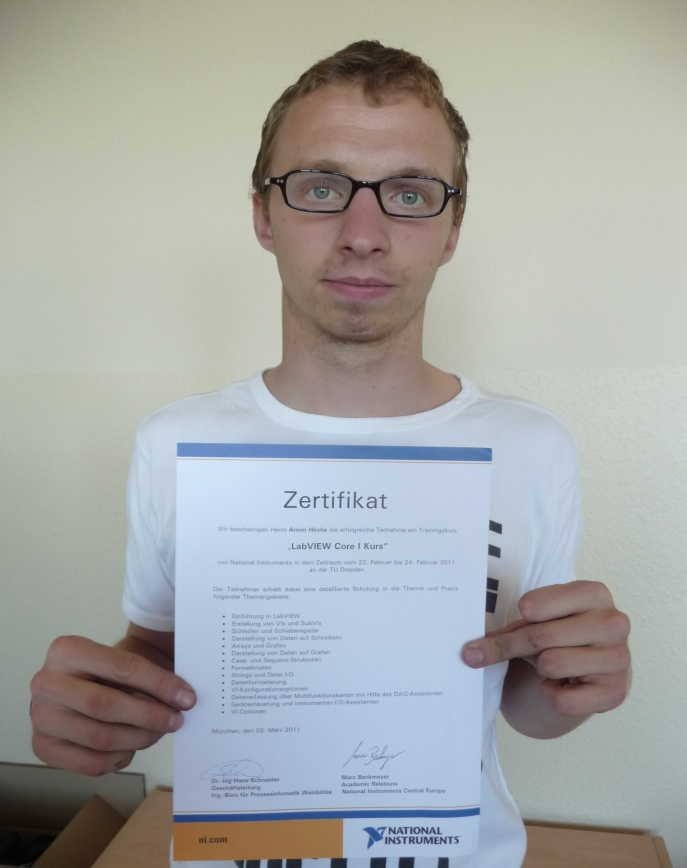 Zertifikat
Wir bescheinigen Herrn Armin Hirche die erfolgreiche Teilnahme am Trainingskurs
„LabVIEW Core I Kurs“
von National Instruments in dem Zeitraum vom 22. Februar bis 24. Februar 2011
an der TU Dresden.
Der Teilnehmer erhielt dabei eine detaillierte Schulung in die Theorie und Praxis
folgender Themengebiete:
• Einführung in LabVIEW
• Erstellung von VIs und SubVIs
• Schleifen und Schieberegister
• Darstellung von Daten auf Schreibern
• Arrays und Grafen
• Darstellung von Daten auf Grafen
• Case- und Sequenz-Strukturen
• Formelknoten
• Strings und Datei I/O
• Datenformatierung
• VI-Konfigurationsoptionen
• Datenerfassung über Multifunktionskarten mit Hilfe des DAQ-Assistenten
• Gerätesteuerung und Instrumenten-I/O-Assistenten
• VI-Optionen
München, den 02. März 2011
Dr.-Ing Hans Schneider
Geschäftsleitung
Ing. Büro für Prozessinfomatik Weinböhla
Marc Backmeyer
Academic Relations
National Instruments Central Europa
ni.com
NATIONAL
INSTRUMENTS